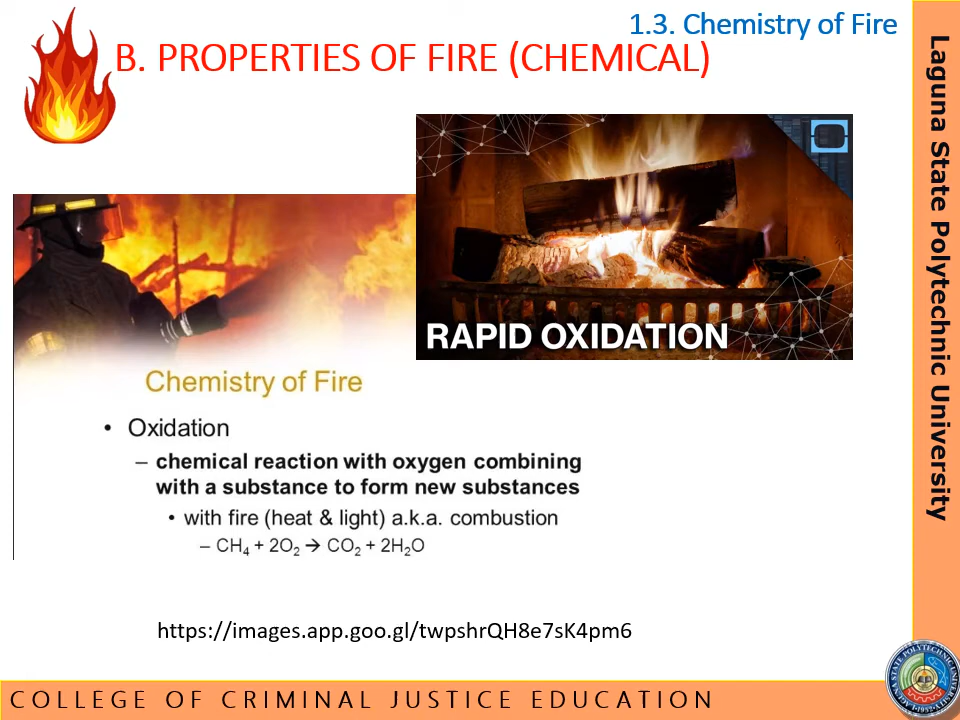 1.3. Chemistry of Fire
B. PROPERTIES OF FIRE (CHEMICAL)
RAPID OXIDATION
Chemistry of Fire
• Oxidation
– chemical reaction with oxygen combining
with a substance to form new substances
• with fire (heat & light) a.k.a. combustion
– CH₄ + 2O₂ → CO₂ + 2H₂O
https://images.app.goo.gl/twpshrQH8e7sK4pm6
Laguna State Polytechnic University
COLLEGE OF CRIMINAL JUSTICE EDUCATION